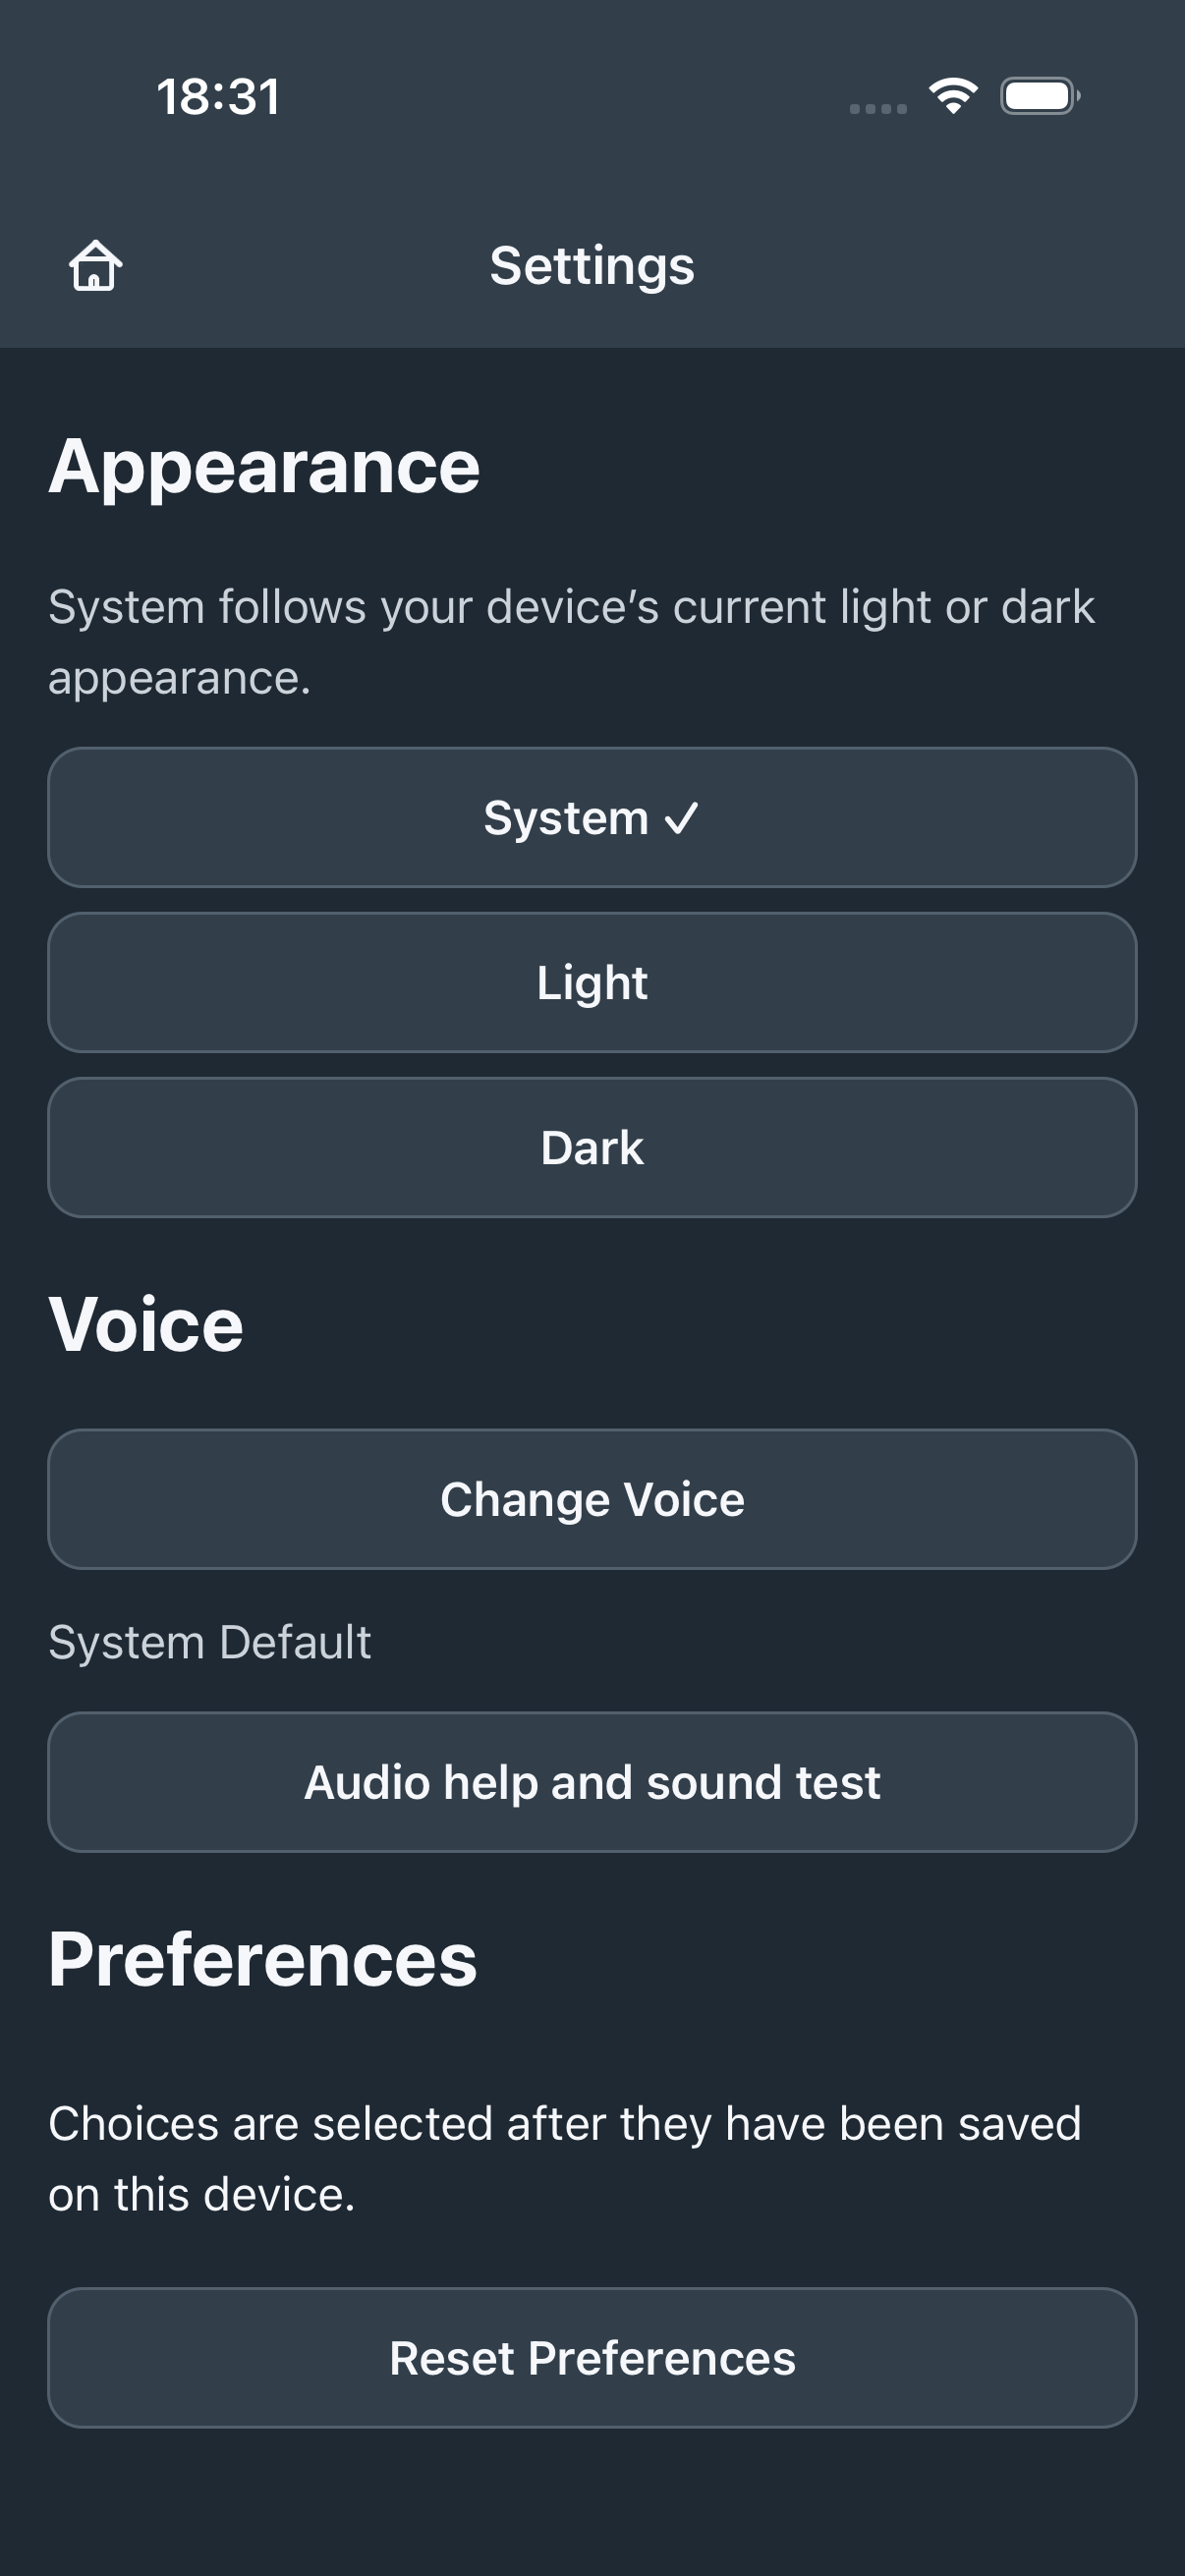 18:31
Settings
Appearance
System follows your device’s current light or dark
appearance.
System ✓
Light
Dark
Voice
Change Voice
System Default
Audio help and sound test
Preferences
Choices are selected after they have been saved
on this device.
Reset Preferences